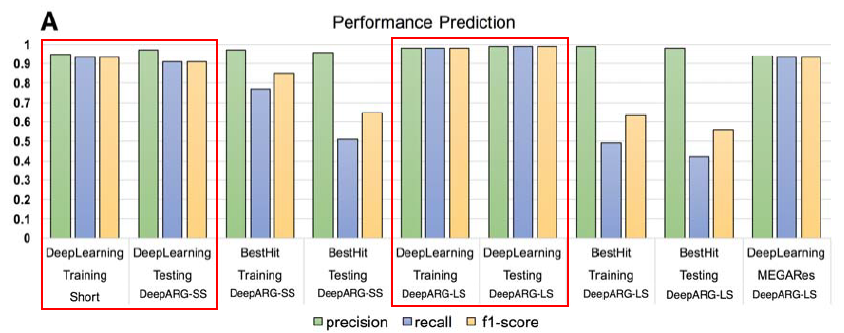 A
Performance Prediction
1
0.9
0.8
0.7
0.6
0.5
0.4
0.3
0.2
0.1
0
DeepLearning DeepLearning BestHit BestHit DeepLearning DeepLearning BestHit BestHit DeepLearning
Training Testing Training Testing Training Testing Training Testing MEGARes
Short DeepARG-SS DeepARG-SS DeepARG-SS DeepARG-LS DeepARG-LS DeepARG-LS DeepARG-LS DeepARG-LS
precision recall f1-score